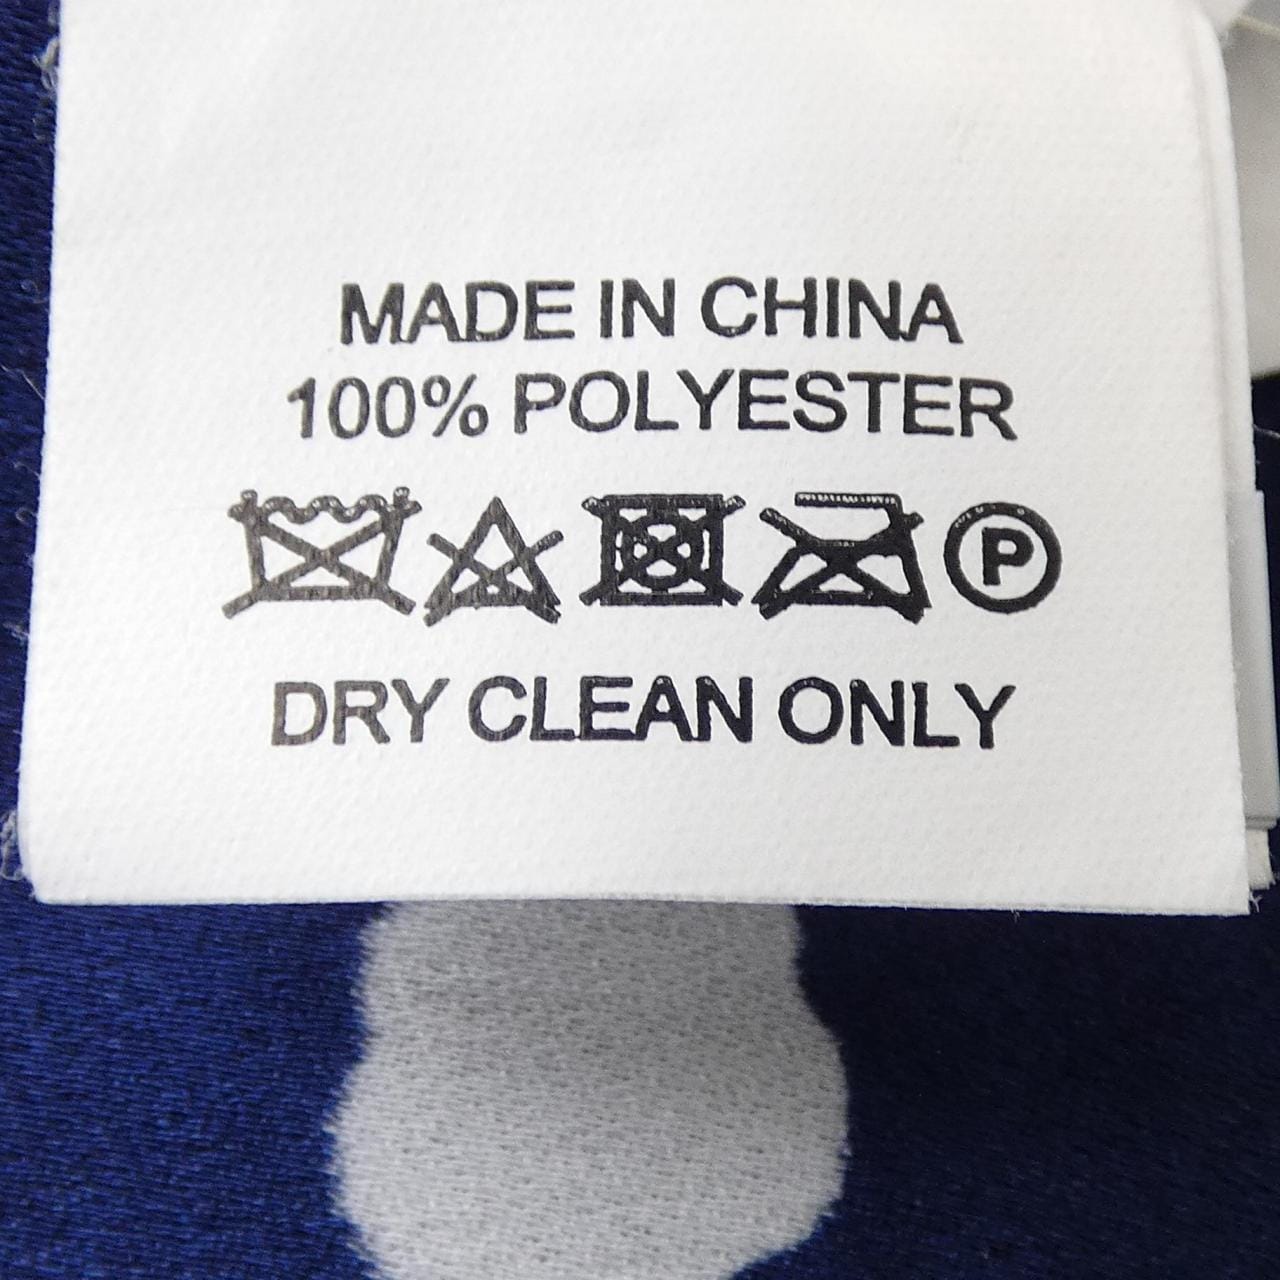 MADE IN CHINA
100% POLYESTER
P
DRY CLEAN ONLY